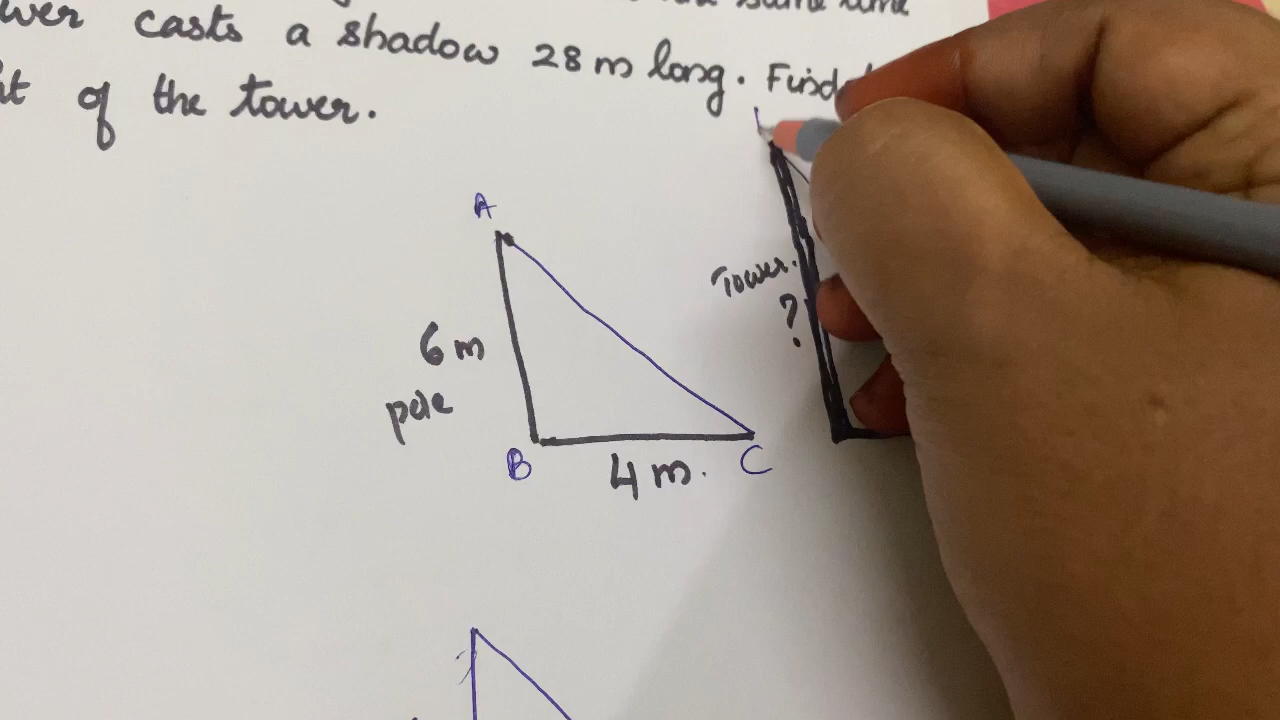 casts a shadow 28 m long. Find
of the tower.
A
Tower.
?
6 m
pole
B
4 m.
C